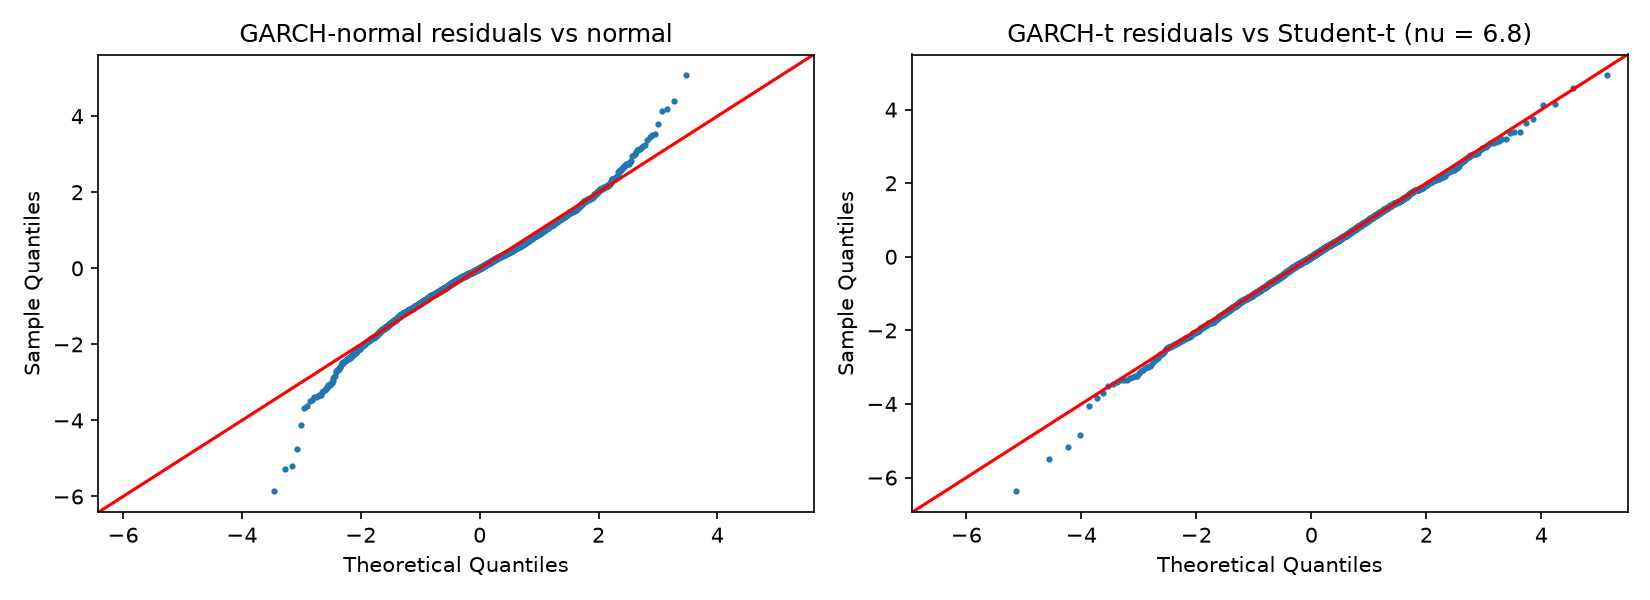 GARCH-normal residuals vs normal
Sample Quantiles
4
2
0
−2
−4
−6
−6 −4 −2 0 2 4
Theoretical Quantiles
GARCH-t residuals vs Student-t (nu = 6.8)
Sample Quantiles
4
2
0
−2
−4
−6
−6 −4 −2 0 2 4
Theoretical Quantiles